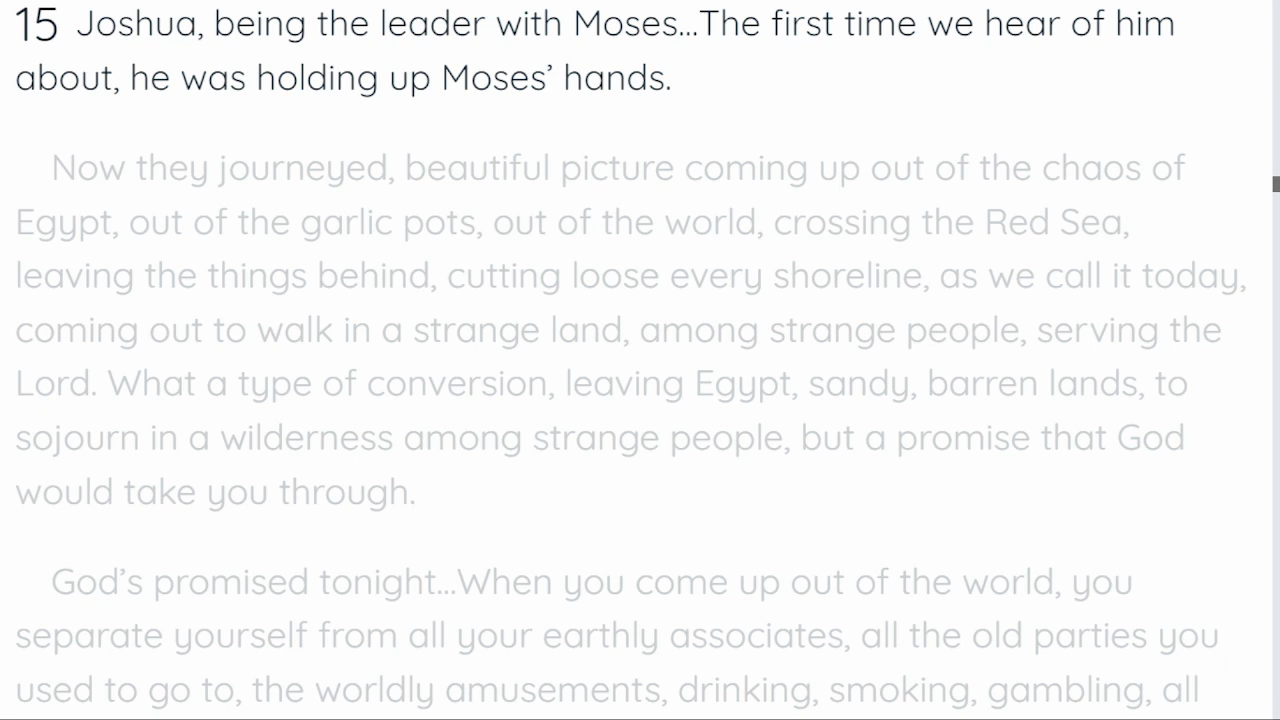 15 Joshua, being the leader with Moses...The first time we hear of him
about, he was holding up Moses’ hands.
Now they journeyed, beautiful picture coming up out of the chaos of
Egypt, out of the garlic pots, out of the world, crossing the Red Sea,
leaving the things behind, cutting loose every shoreline, as we call it today,
coming out to walk in a strange land, among strange people, serving the
Lord. What a type of conversion, leaving Egypt, sandy, barren lands, to
sojourn in a wilderness among strange people, but a promise that God
would take you through.
God’s promised tonight...When you come up out of the world, you
separate yourself from all your earthly associates, all the old parties you
used to go to, the worldly amusements, drinking, smoking, gambling, all